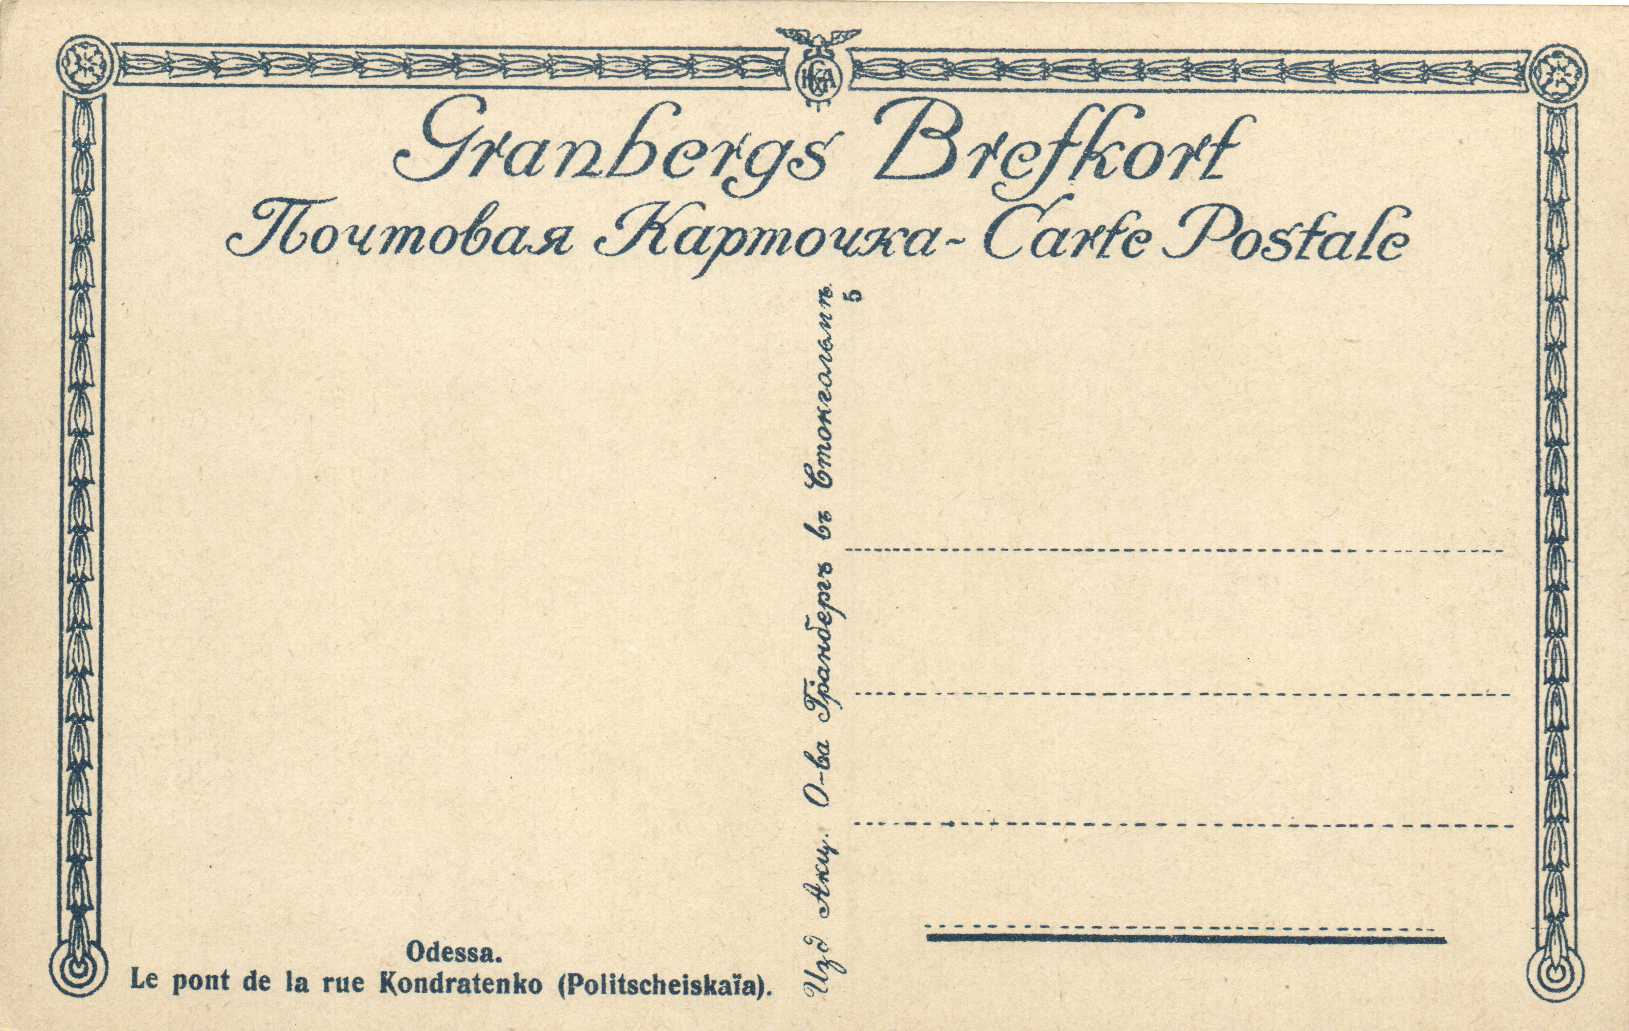 HGA
Granbergs Brefkort
Почтовая Карточка - Carte Postale
Изд Акц. О-ва Гранбергъ въ Стокгольмѣ
5
Odessa.
Le pont de la rue Kondratenko (Politscheiskaïa).